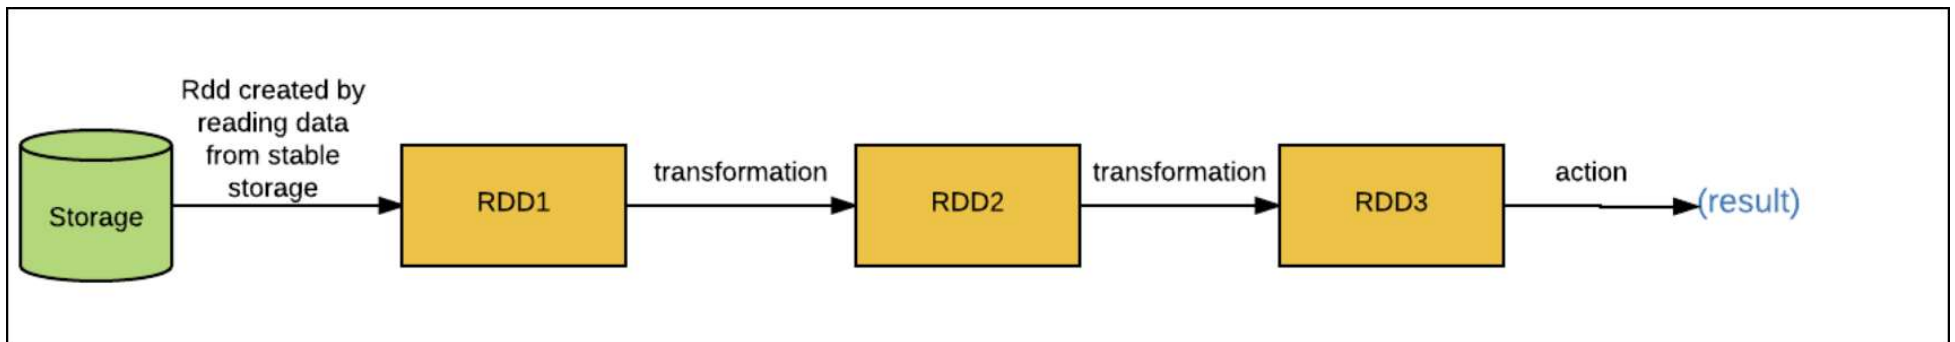 Rdd created by
reading data
from stable
storage
Storage
RDD1
transformation
RDD2
transformation
RDD3
action
(result)